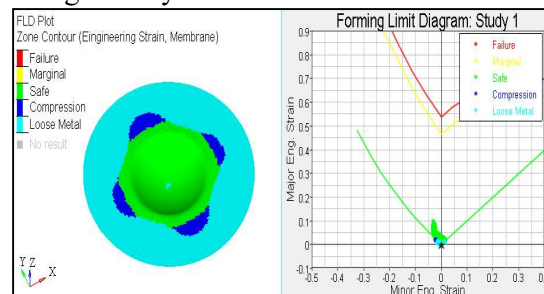 FLD Plot
Zone Contour (Eingineering Strain, Membrane)
Failure
Marginal
Safe
Compression
Loose Metal
No result
Y Z X
Forming Limit Diagram: Study 1
Major Eng. Strain
0.9
0.8
0.7
0.6
0.5
0.4
0.3
0.2
0.1
0
-0.1
Failure
Marginal
Safe
Compression
Loose Metal
-0.5 -0.4 -0.3 -0.2 -0.1 0 0.1 0.2 0.3 0.4
Minor Eng. Strain